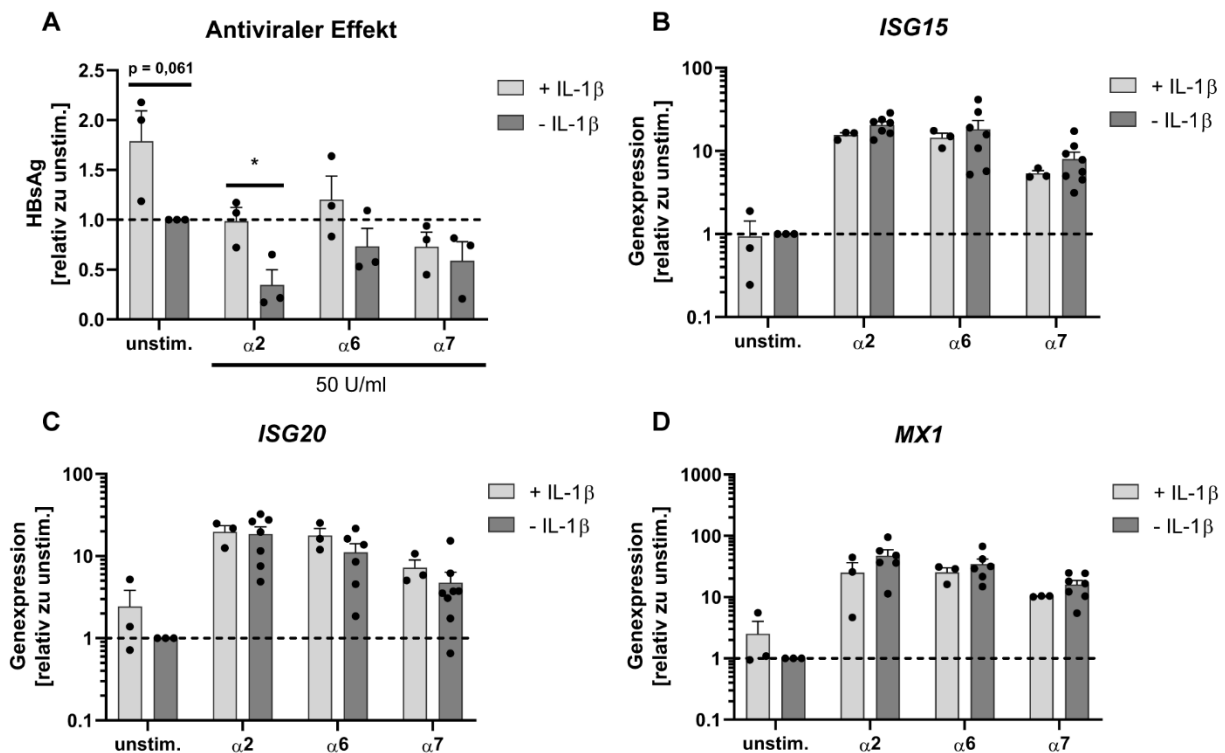 A
Antiviraler Effekt
p = 0,061
*
HBsAg
[relativ zu unstim.]
2.5
2.0
1.5
1.0
0.5
0.0
unstim.
α2
α6
α7
50 U/ml
+ IL-1β
- IL-1β
B
ISG15
Genexpression
[relativ zu unstim.]
100
10
1
0.1
unstim.
α2
α6
α7
+ IL-1β
- IL-1β
C
ISG20
Genexpression
[relativ zu unstim.]
100
10
1
0.1
unstim.
α2
α6
α7
+ IL-1β
- IL-1β
D
MX1
Genexpression
[relativ zu unstim.]
1000
100
10
1
0.1
unstim.
α2
α6
α7
+ IL-1β
- IL-1β